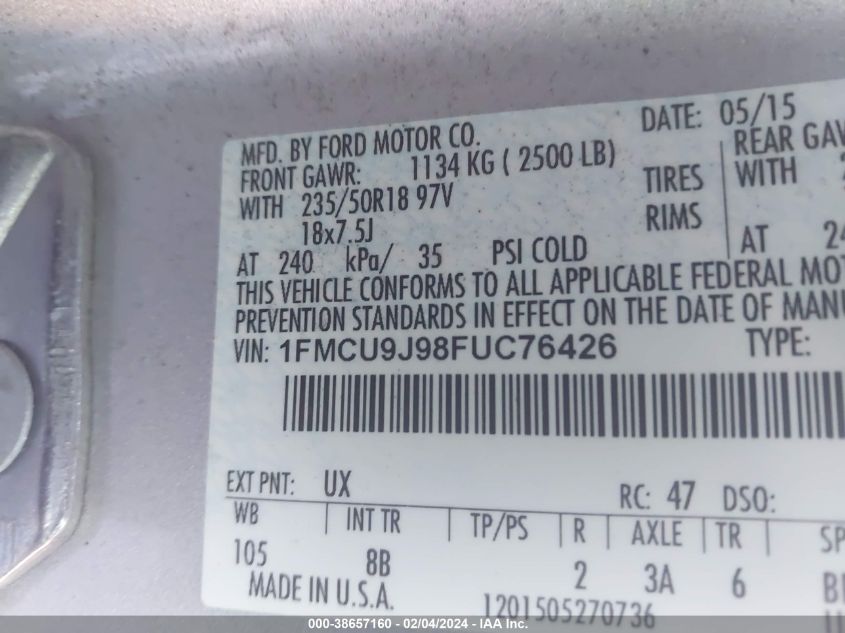 DATE: 05/15
MFD. BY FORD MOTOR CO.
FRONT GAWR: 1134 KG ( 2500 LB) REAR
WITH 235/50R18 97V TIRES WITH
18x7.5J RIMS
AT 240 kPa/ 35 PSI COLD AT
THIS VEHICLE CONFORMS TO ALL APPLICABLE FEDERAL
PREVENTION STANDARDS IN EFFECT ON THE DATE OF
VIN: 1FMCU9J98FUC76426 TYPE:
EXT PNT: UX RC: 47 DSO:
WB INT TR TP/PS R AXLE TR
105 8B 2 3A 6
MADE IN U.S.A. 1201505270736
000-38657160 - 02/04/2024 - IAA Inc.